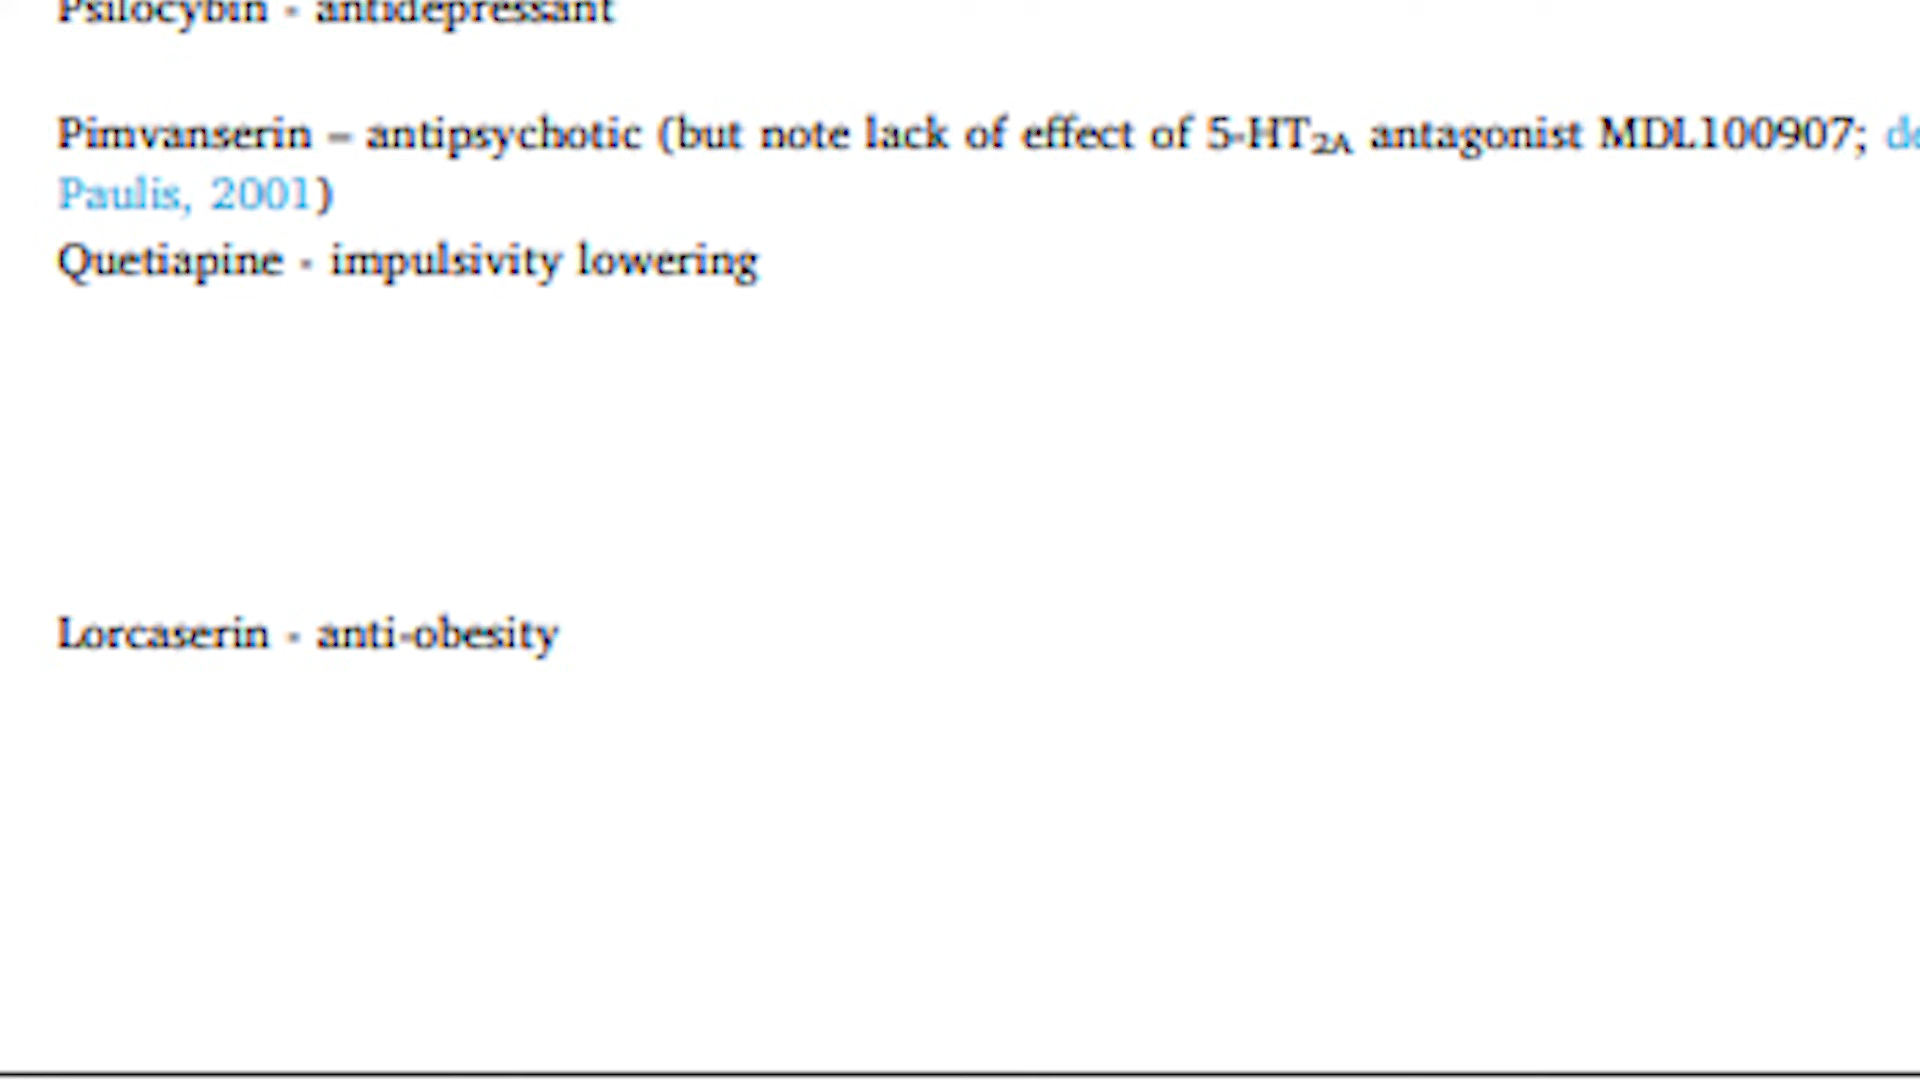 Psilocybin - antidepressant
Pimvanserin – antipsychotic (but note lack of effect of 5-HT2A antagonist MDL100907; de
Paulis, 2001)
Quetiapine - impulsivity lowering
Lorcaserin - anti-obesity